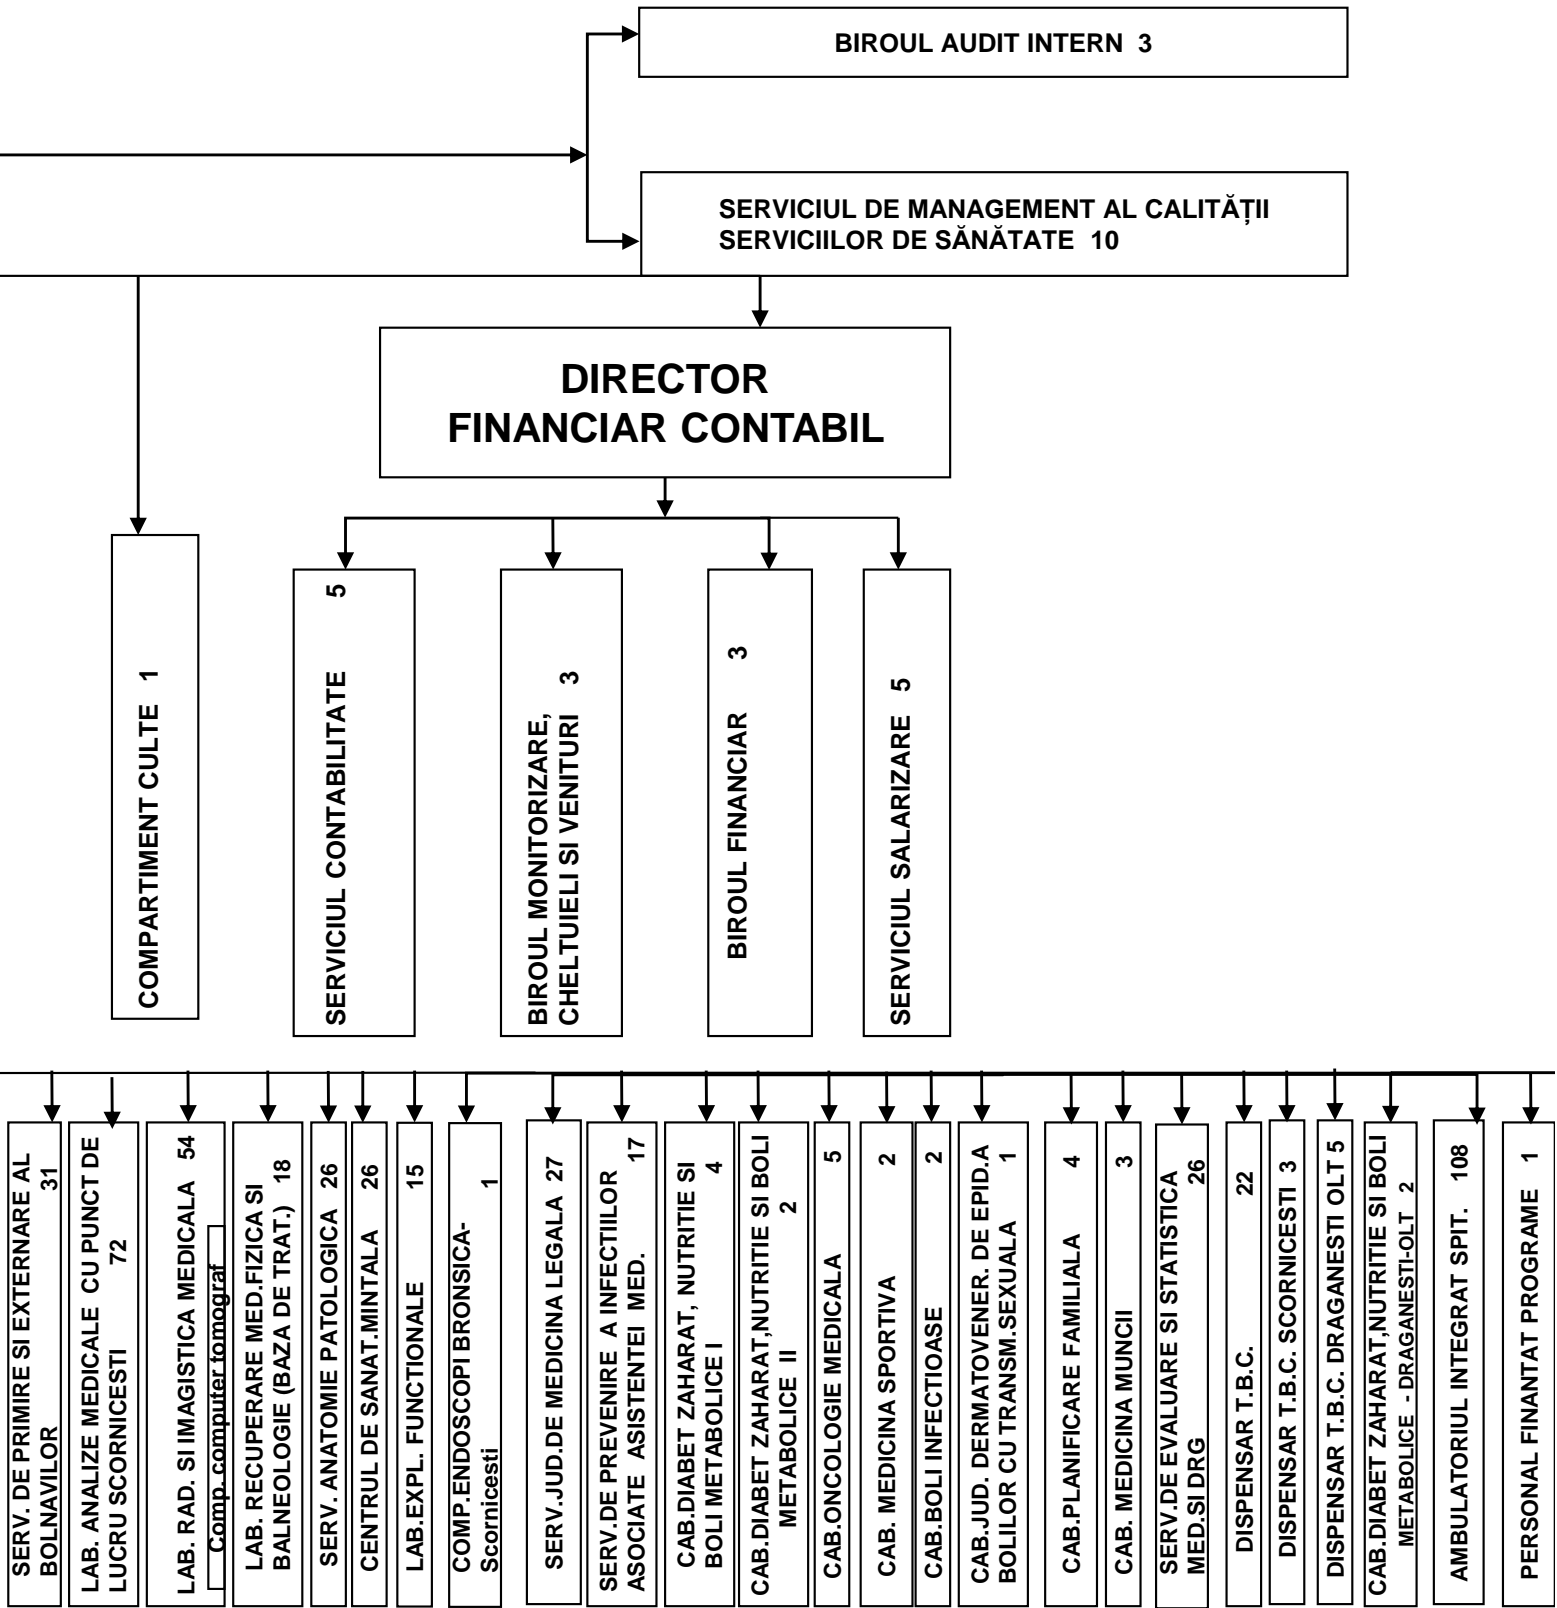 BIROUL AUDIT INTERN 3
SERVICIUL DE MANAGEMENT AL CALITĂȚII
SERVICIILOR DE SĂNĂTATE 10
DIRECTOR
FINANCIAR CONTABIL
COMPARTIMENT CULTE 1
SERVICIUL CONTABILITATE 5
BIROUL MONITORIZARE,
CHELTUIELI SI VENITURI 3
BIROUL FINANCIAR 3
SERVICIUL SALARIZARE 5
SERV. DE PRIMIRE SI EXTERNARE AL
BOLNAVILOR 31
LAB. ANALIZE MEDICALE CU PUNCT DE
LUCRU SCORNICESTI 72
LAB. RAD. SI IMAGISTICA MEDICALA 54
Comp. computer tomograf
LAB. RECUPERARE MED.FIZICA SI
BALNEOLOGIE (BAZA DE TRAT.) 18
SERV. ANATOMIE PATOLOGICA 26
CENTRUL DE SANAT.MINTALA 26
LAB.EXPL. FUNCTIONALE 15
COMP.ENDOSCOPI BRONSICA-
Scornicesti 1
SERV.JUD.DE MEDICINA LEGALA 27
SERV.DE PREVENIRE A INFECTIILOR
ASOCIATE ASISTENTEI MED. 17
CAB.DIABET ZAHARAT, NUTRITIE SI
BOLI METABOLICE I 4
CAB.DIABET ZAHARAT,NUTRITIE SI BOLI
METABOLICE II 2
CAB.ONCOLOGIE MEDICALA 5
CAB. MEDICINA SPORTIVA 2
CAB.BOLI INFECTIOASE 2
CAB.JUD. DERMATOVENER. DE EPID.A
BOLILOR CU TRANSM.SEXUALA 1
CAB.PLANIFICARE FAMILIALA 4
CAB. MEDICINA MUNCII 3
SERV.DE EVALUARE SI STATISTICA
MED.SI DRG 26
DISPENSAR T.B.C. 22
DISPENSAR T.B.C. SCORNICESTI 3
DISPENSAR T.B.C. DRAGANESTI OLT 5
CAB.DIABET ZAHARAT,NUTRITIE SI BOLI
METABOLICE - DRAGANESTI-OLT 2
AMBULATORIUL INTEGRAT SPIT. 108
PERSONAL FINANTAT PROGRAME 1